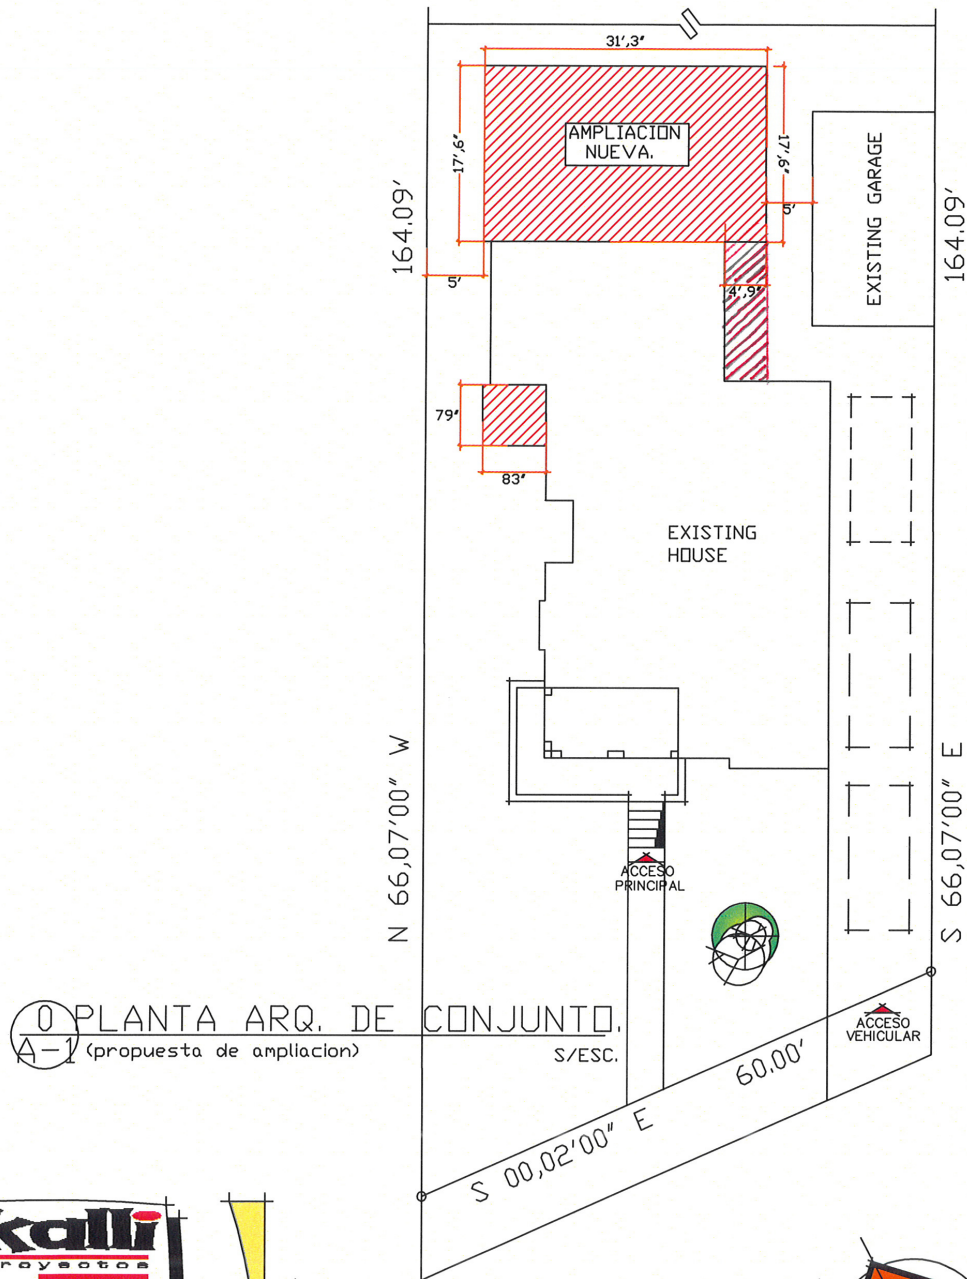 31',3"
AMPLIACION
NUEVA.
17',6"
17',6"
EXISTING GARAGE
164.09'
164.09'
5'
5'
4',9"
79"
83"
EXISTING
HOUSE
N 66,07'00" W
S 66,07'00" E
ACCESO
PRINCIPAL
0 PLANTA ARQ. DE CONJUNTO.
A-1 (propuesta de ampliacion) S/ESC.
ACCESO
VEHICULAR
S 00,02'00" E 60.00'
kalli
royectos